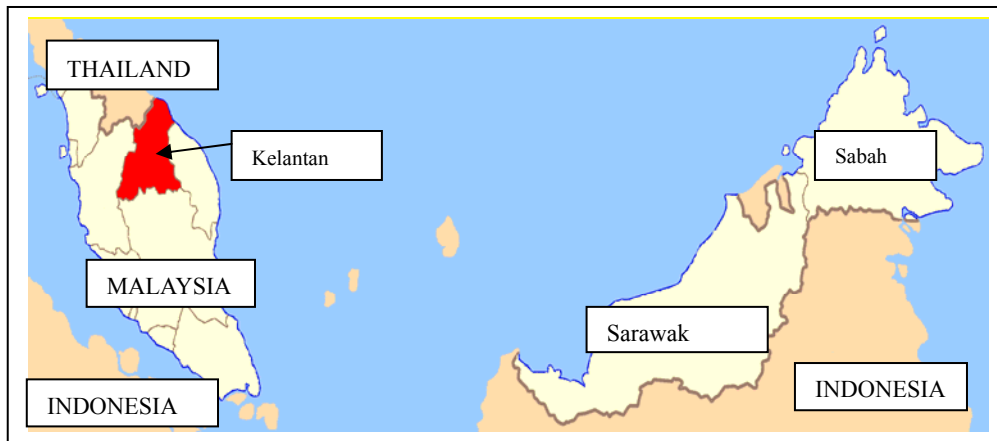 THAILAND
Kelantan
Sabah
MALAYSIA
Sarawak
INDONESIA
INDONESIA